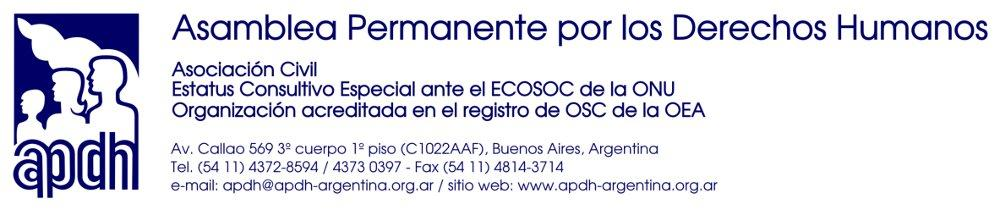 Asamblea Permanente por los Derechos Humanos
Asociación Civil
Estatus Consultivo Especial ante el ECOSOC de la ONU
Organización acreditada en el registro de OSC de la OEA
Av. Callao 569 3º cuerpo 1º piso (C1022AAF), Buenos Aires, Argentina
Tel. (54 11) 4372-8594 / 4373 0397 - Fax (54 11) 4814-3714
e-mail: apdh@apdh-argentina.org.ar / sitio web: www.apdh-argentina.org.ar
apdh